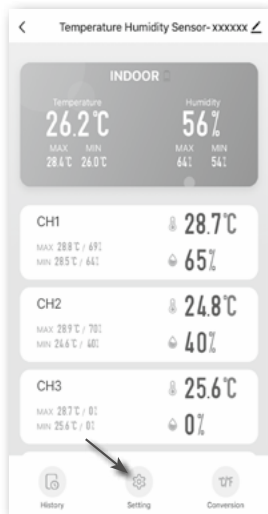 Temperature Humidity Sensor- xxxxxx
INDOOR
Temperature Humidity
26.2℃ 56%
MAX MIN MAX MIN
28.4℃ 26.0℃ 64% 54%
CH1 28.7℃
MAX 28.8℃ / 69%
MIN 28.5℃ / 64% 65%
CH2 24.8℃
MAX 28.9℃ / 70%
MIN 24.6℃ / 40% 40%
CH3 25.6℃
MAX 28.7℃ / 0%
MIN 25.6℃ / 0% 0%
℃/℉
History Setting Conversion